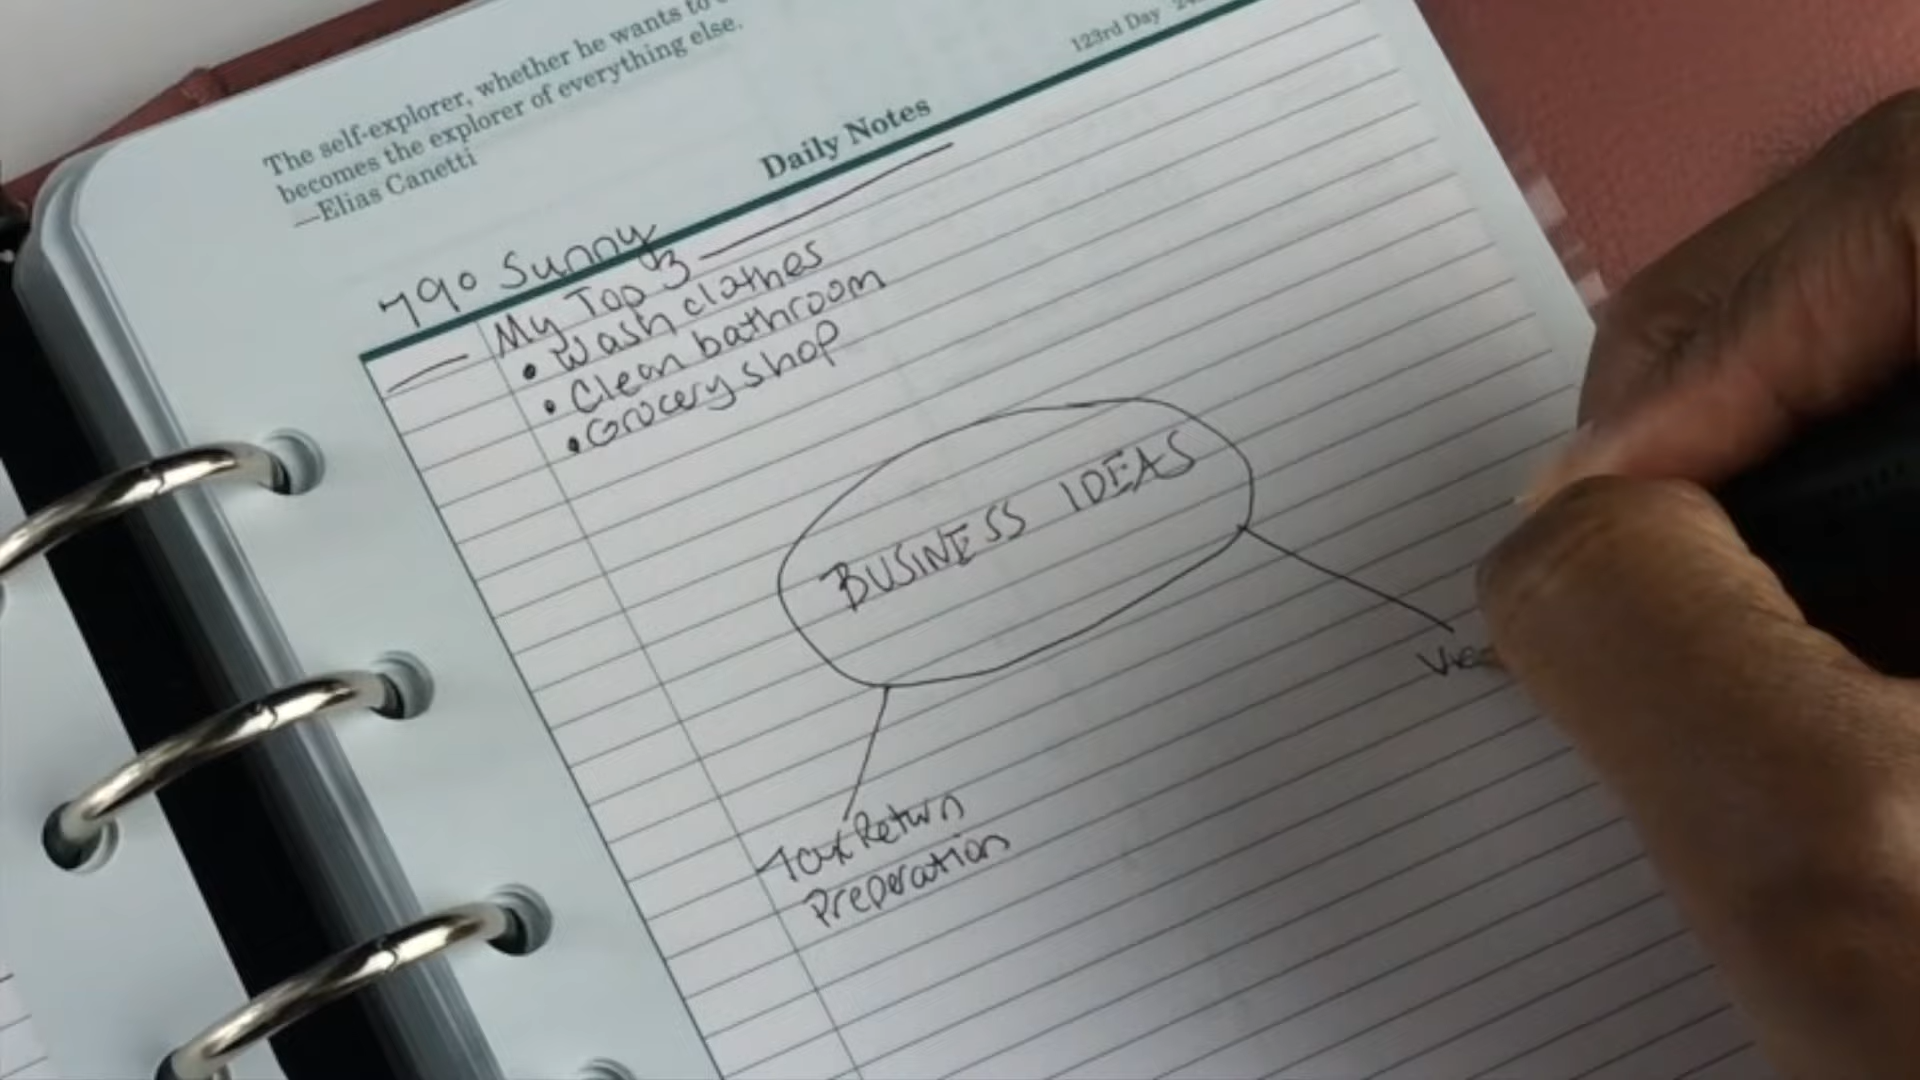 The self-explorer, whether he wants to
becomes the explorer of everything else.
—Elias Canetti
123rd Day
Daily Notes
79° Sunny
My Top 3
• Wash clothes
• Clean bathroom
• Grocery shop
BUSINESS IDEAS
Tax Return
Preperation